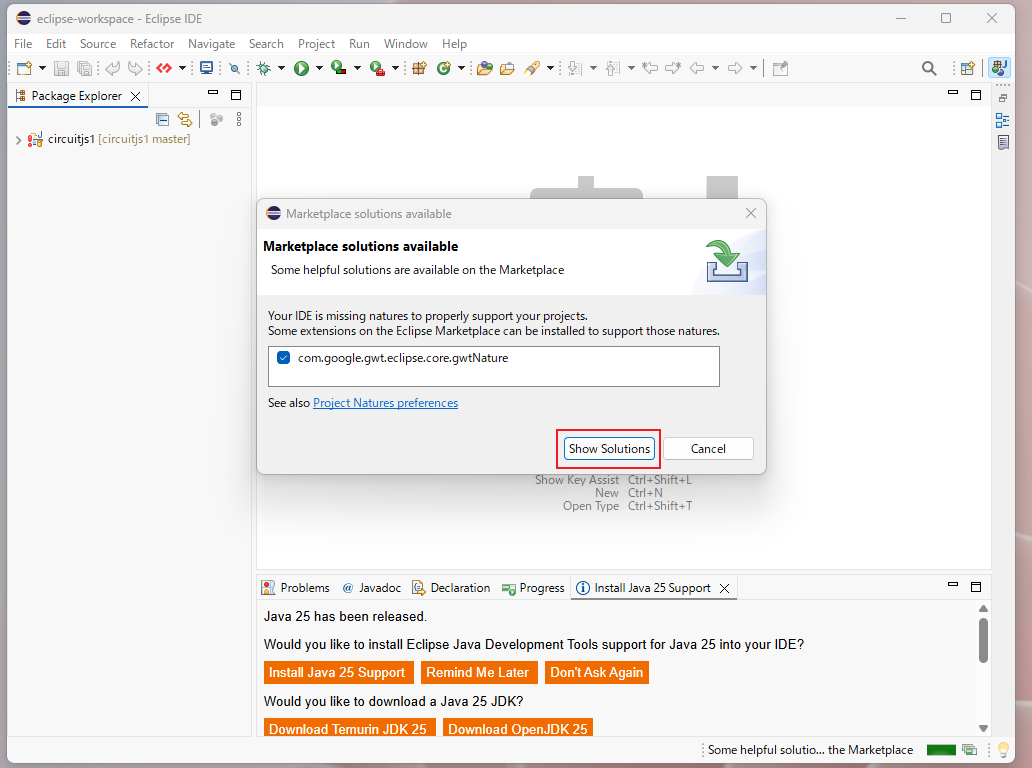 eclipse-workspace - Eclipse IDE
File Edit Source Refactor Navigate Search Project Run Window Help
Package Explorer
circuitjs1 [circuitjs1 master]
Marketplace solutions available
Marketplace solutions available
Some helpful solutions are available on the Marketplace
Your IDE is missing natures to properly support your projects.
Some extensions on the Eclipse Marketplace can be installed to support those natures.
com.google.gwt.eclipse.core.gwtNature
See also Project Natures preferences
Show Solutions Cancel
Show Key Assist Ctrl+Shift+L
New Ctrl+N
Open Type Ctrl+Shift+T
Problems @ Javadoc Declaration Progress Install Java 25 Support
Java 25 has been released.
Would you like to install Eclipse Java Development Tools support for Java 25 into your IDE?
Install Java 25 Support Remind Me Later Don't Ask Again
Would you like to download a Java 25 JDK?
Download Temurin JDK 25 Download OpenJDK 25
Some helpful solutio... the Marketplace